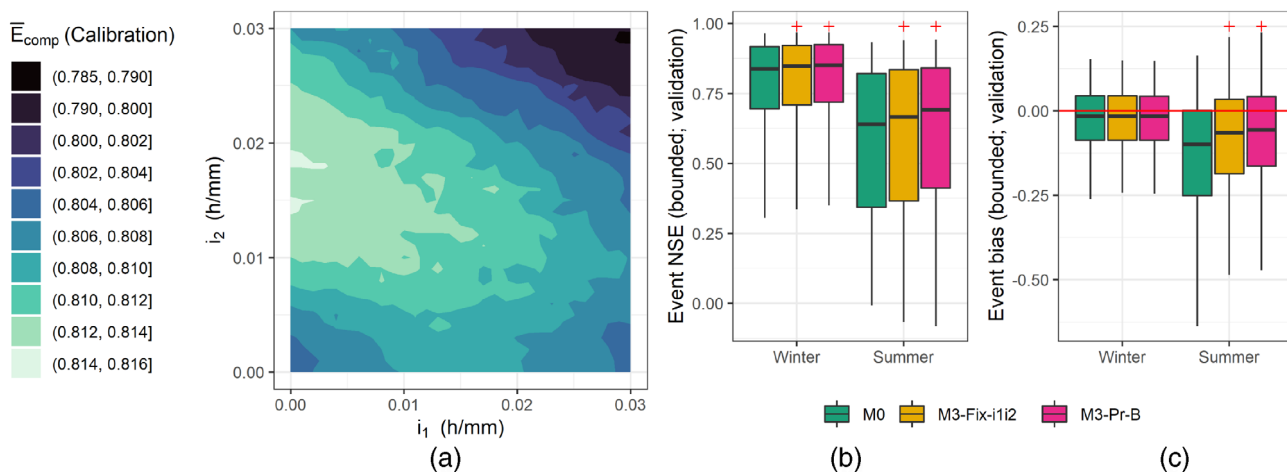 E̅comp (Calibration)
(0.785, 0.790]
(0.790, 0.800]
(0.800, 0.802]
(0.802, 0.804]
(0.804, 0.806]
(0.806, 0.808]
(0.808, 0.810]
(0.810, 0.812]
(0.812, 0.814]
(0.814, 0.816]
i2 (h/mm)
0.03
0.02
0.01
0.00
0.00 0.01 0.02 0.03
i1 (h/mm)
(a)
Event NSE (bounded; validation)
1.00
0.75
0.50
0.25
0.00
+ + + +
Winter Summer
(b)
Event bias (bounded; validation)
0.25
0.00
-0.25
-0.50
+ +
Winter Summer
(c)
M0 M3-Fix-i1i2 M3-Pr-B